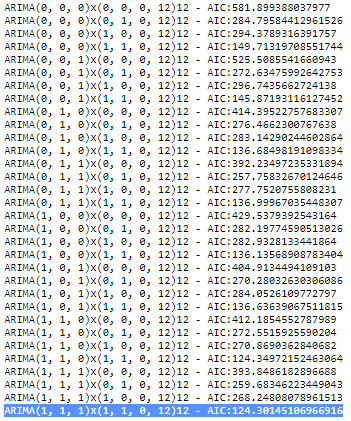 ARIMA(0, 0, 0)x(0, 0, 0, 12)12 - AIC:581.899388037977
ARIMA(0, 0, 0)x(0, 1, 0, 12)12 - AIC:284.79584412961526
ARIMA(0, 0, 0)x(1, 0, 0, 12)12 - AIC:294.3789316391757
ARIMA(0, 0, 0)x(1, 1, 0, 12)12 - AIC:149.71319708551744
ARIMA(0, 0, 1)x(0, 0, 0, 12)12 - AIC:525.5085541660943
ARIMA(0, 0, 1)x(0, 1, 0, 12)12 - AIC:272.63475992642753
ARIMA(0, 0, 1)x(1, 0, 0, 12)12 - AIC:296.7435662724138
ARIMA(0, 0, 1)x(1, 1, 0, 12)12 - AIC:145.87193116127452
ARIMA(0, 1, 0)x(0, 0, 0, 12)12 - AIC:414.39522757683307
ARIMA(0, 1, 0)x(0, 1, 0, 12)12 - AIC:276.4662300767638
ARIMA(0, 1, 0)x(1, 0, 0, 12)12 - AIC:283.14290244602864
ARIMA(0, 1, 0)x(1, 1, 0, 12)12 - AIC:136.68498191098334
ARIMA(0, 1, 1)x(0, 0, 0, 12)12 - AIC:392.23497235331894
ARIMA(0, 1, 1)x(0, 1, 0, 12)12 - AIC:257.75832670124646
ARIMA(0, 1, 1)x(1, 0, 0, 12)12 - AIC:277.7520755808231
ARIMA(0, 1, 1)x(1, 1, 0, 12)12 - AIC:136.99967035448307
ARIMA(1, 0, 0)x(0, 0, 0, 12)12 - AIC:429.5379392543164
ARIMA(1, 0, 0)x(0, 1, 0, 12)12 - AIC:282.19774590513026
ARIMA(1, 0, 0)x(1, 0, 0, 12)12 - AIC:282.9328133441864
ARIMA(1, 0, 0)x(1, 1, 0, 12)12 - AIC:136.13568908783404
ARIMA(1, 0, 1)x(0, 0, 0, 12)12 - AIC:404.9134494109103
ARIMA(1, 0, 1)x(0, 1, 0, 12)12 - AIC:270.28032630306086
ARIMA(1, 0, 1)x(1, 0, 0, 12)12 - AIC:284.0526109772797
ARIMA(1, 0, 1)x(1, 1, 0, 12)12 - AIC:136.63639067511815
ARIMA(1, 1, 0)x(0, 0, 0, 12)12 - AIC:412.1854552787989
ARIMA(1, 1, 0)x(0, 1, 0, 12)12 - AIC:272.5515925590204
ARIMA(1, 1, 0)x(1, 0, 0, 12)12 - AIC:270.8690362840682
ARIMA(1, 1, 0)x(1, 1, 0, 12)12 - AIC:124.34972152463064
ARIMA(1, 1, 1)x(0, 0, 0, 12)12 - AIC:393.8486182892688
ARIMA(1, 1, 1)x(0, 1, 0, 12)12 - AIC:259.68346223449043
ARIMA(1, 1, 1)x(1, 0, 0, 12)12 - AIC:268.24808078961513
ARIMA(1, 1, 1)x(1, 1, 0, 12)12 - AIC:124.30145106966916